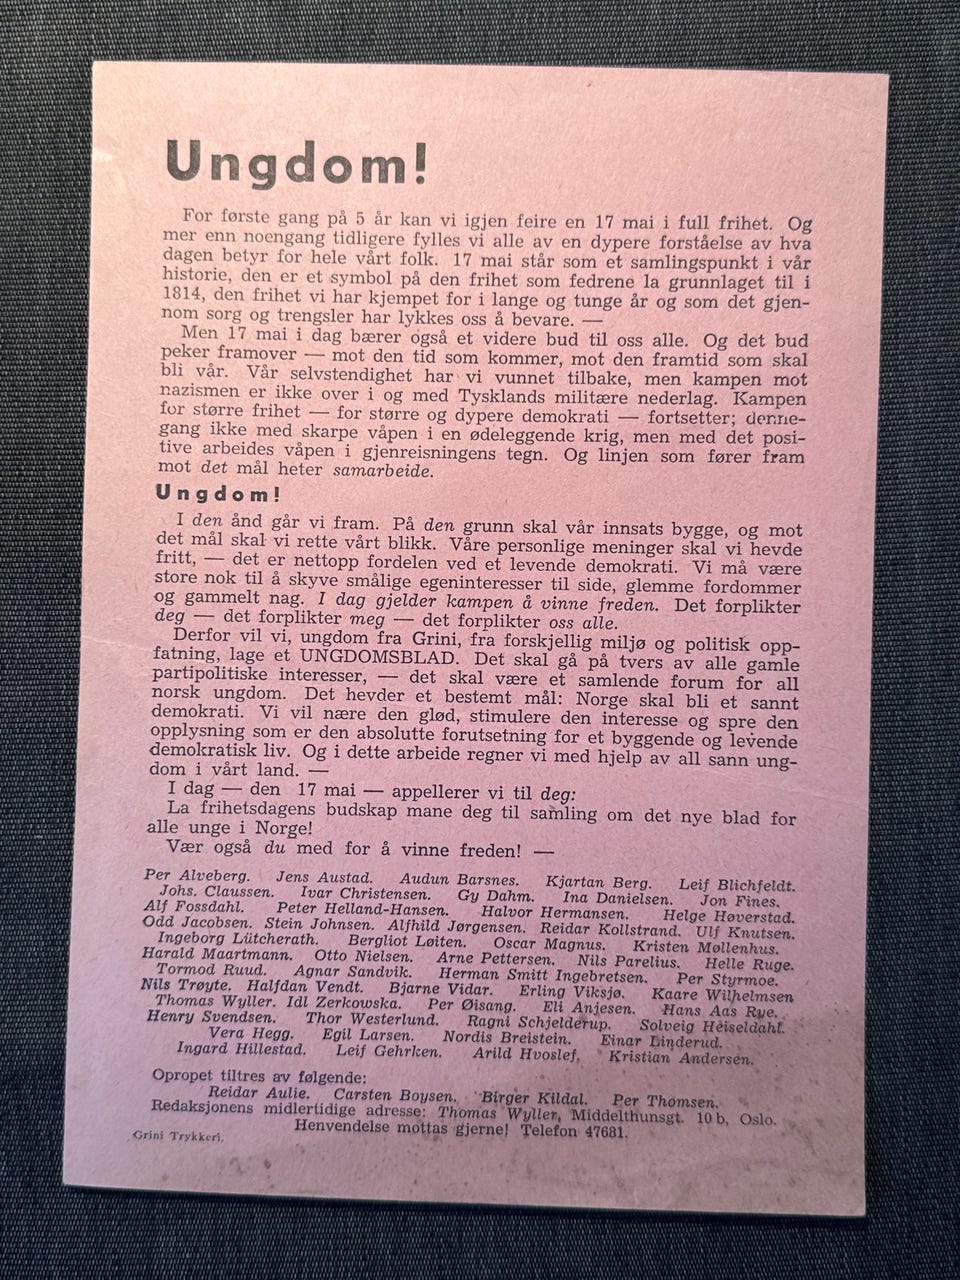 Ungdom!
For første gang på 5 år kan vi igjen feire en 17 mai i full frihet. Og
mer enn noengang tidligere fylles vi alle av en dypere forståelse av hva
dagen betyr for hele vårt folk. 17 mai står som et samlingspunkt i vår
historie, den er et symbol på den frihet som fedrene la grunnlaget til i
1814, den frihet vi har kjempet for i lange og tunge år og som det gjen-
nom sorg og trengsler har lykkes oss å bevare. —
Men 17 mai i dag bærer også et videre bud til oss alle. Og det bud
peker framover — mot den tid som kommer, mot den framtid som skal
bli vår. Vår selvstendighet har vi vunnet tilbake, men kampen mot
nazismen er ikke over i og med Tysklands militære nederlag. Kampen
for større frihet — for større og dypere demokrati — fortsetter; denne-
gang ikke med skarpe våpen i en ødeleggende krig, men med det posi-
tive arbeides våpen i gjenreisningens tegn. Og linjen som fører fram
mot det mål heter samarbeide.
Ungdom!
I den ånd går vi fram. På den grunn skal vår innsats bygge, og mot
det mål skal vi rette vårt blikk. Våre personlige meninger skal vi hevde
fritt, — det er nettopp fordelen ved et levende demokrati. Vi må være
store nok til å skyve smålige egeninteresser til side, glemme fordommer
og gammelt nag. I dag gjelder kampen å vinne freden. Det forplikter
deg — det forplikter meg — det forplikter oss alle.
Derfor vil vi, ungdom fra Grini, fra forskjellig miljø og politisk opp-
fatning, lage et UNGDOMSBLAD. Det skal gå på tvers av alle gamle
partipolitiske interesser, — det skal være et samlende forum for all
norsk ungdom. Det hevder et bestemt mål: Norge skal bli et sannt
demokrati. Vi vil nære den glød, stimulere den interesse og spre den
opplysning som er den absolutte forutsetning for et byggende og levende
demokratisk liv. Og i dette arbeide regner vi med hjelp av all sann ung-
dom i vårt land. —
I dag — den 17 mai — appellerer vi til deg:
La frihetsdagens budskap mane deg til samling om det nye blad for
alle unge i Norge!
Vær også du med for å vinne freden! —
Per Alveberg. Jens Austad. Audun Barsnes. Kjartan Berg. Leif Blichfeldt.
Johs. Claussen. Ivar Christensen. Gy Dahm. Ina Danielsen. Jon Fines.
Alf Fossdahl. Peter Helland-Hansen. Halvor Hermansen. Helge Høverstad.
Odd Jacobsen. Stein Johnsen. Alfhild Jørgensen. Reidar Kollstrand. Ulf Knutsen.
Ingeborg Lütcherath. Bergliot Løiten. Oscar Magnus. Kristen Møllenhus.
Harald Maartmann. Otto Nielsen. Arne Pettersen. Nils Parelius. Helle Ruge.
Tormod Ruud. Agnar Sandvik. Herman Smitt Ingebretsen. Per Styrmoe.
Nils Trøyte. Halfdan Vendt. Bjarne Vidar. Erling Viksjø. Kaare Wilhelmsen
Thomas Wyller. Idl Zerkowska. Per Øisang. Eli Anjesen. Hans Aas Rye.
Henry Svendsen. Thor Westerlund. Ragni Schjelderup. Solveig Heiseldahl.
Vera Hegg. Egil Larsen. Nordis Breistein. Einar Linderud.
Ingard Hillestad. Leif Gehrken. Arild Hvoslef, Kristian Andersen.
Opropet tiltres av følgende:
Reidar Aulie. Carsten Boysen. Birger Kildal. Per Thomsen.
Redaksjonens midlertidige adresse: Thomas Wyller, Middelthunsgt. 10 b, Oslo.
Henvendelse mottas gjerne! Telefon 47681.
Grini Trykkeri.